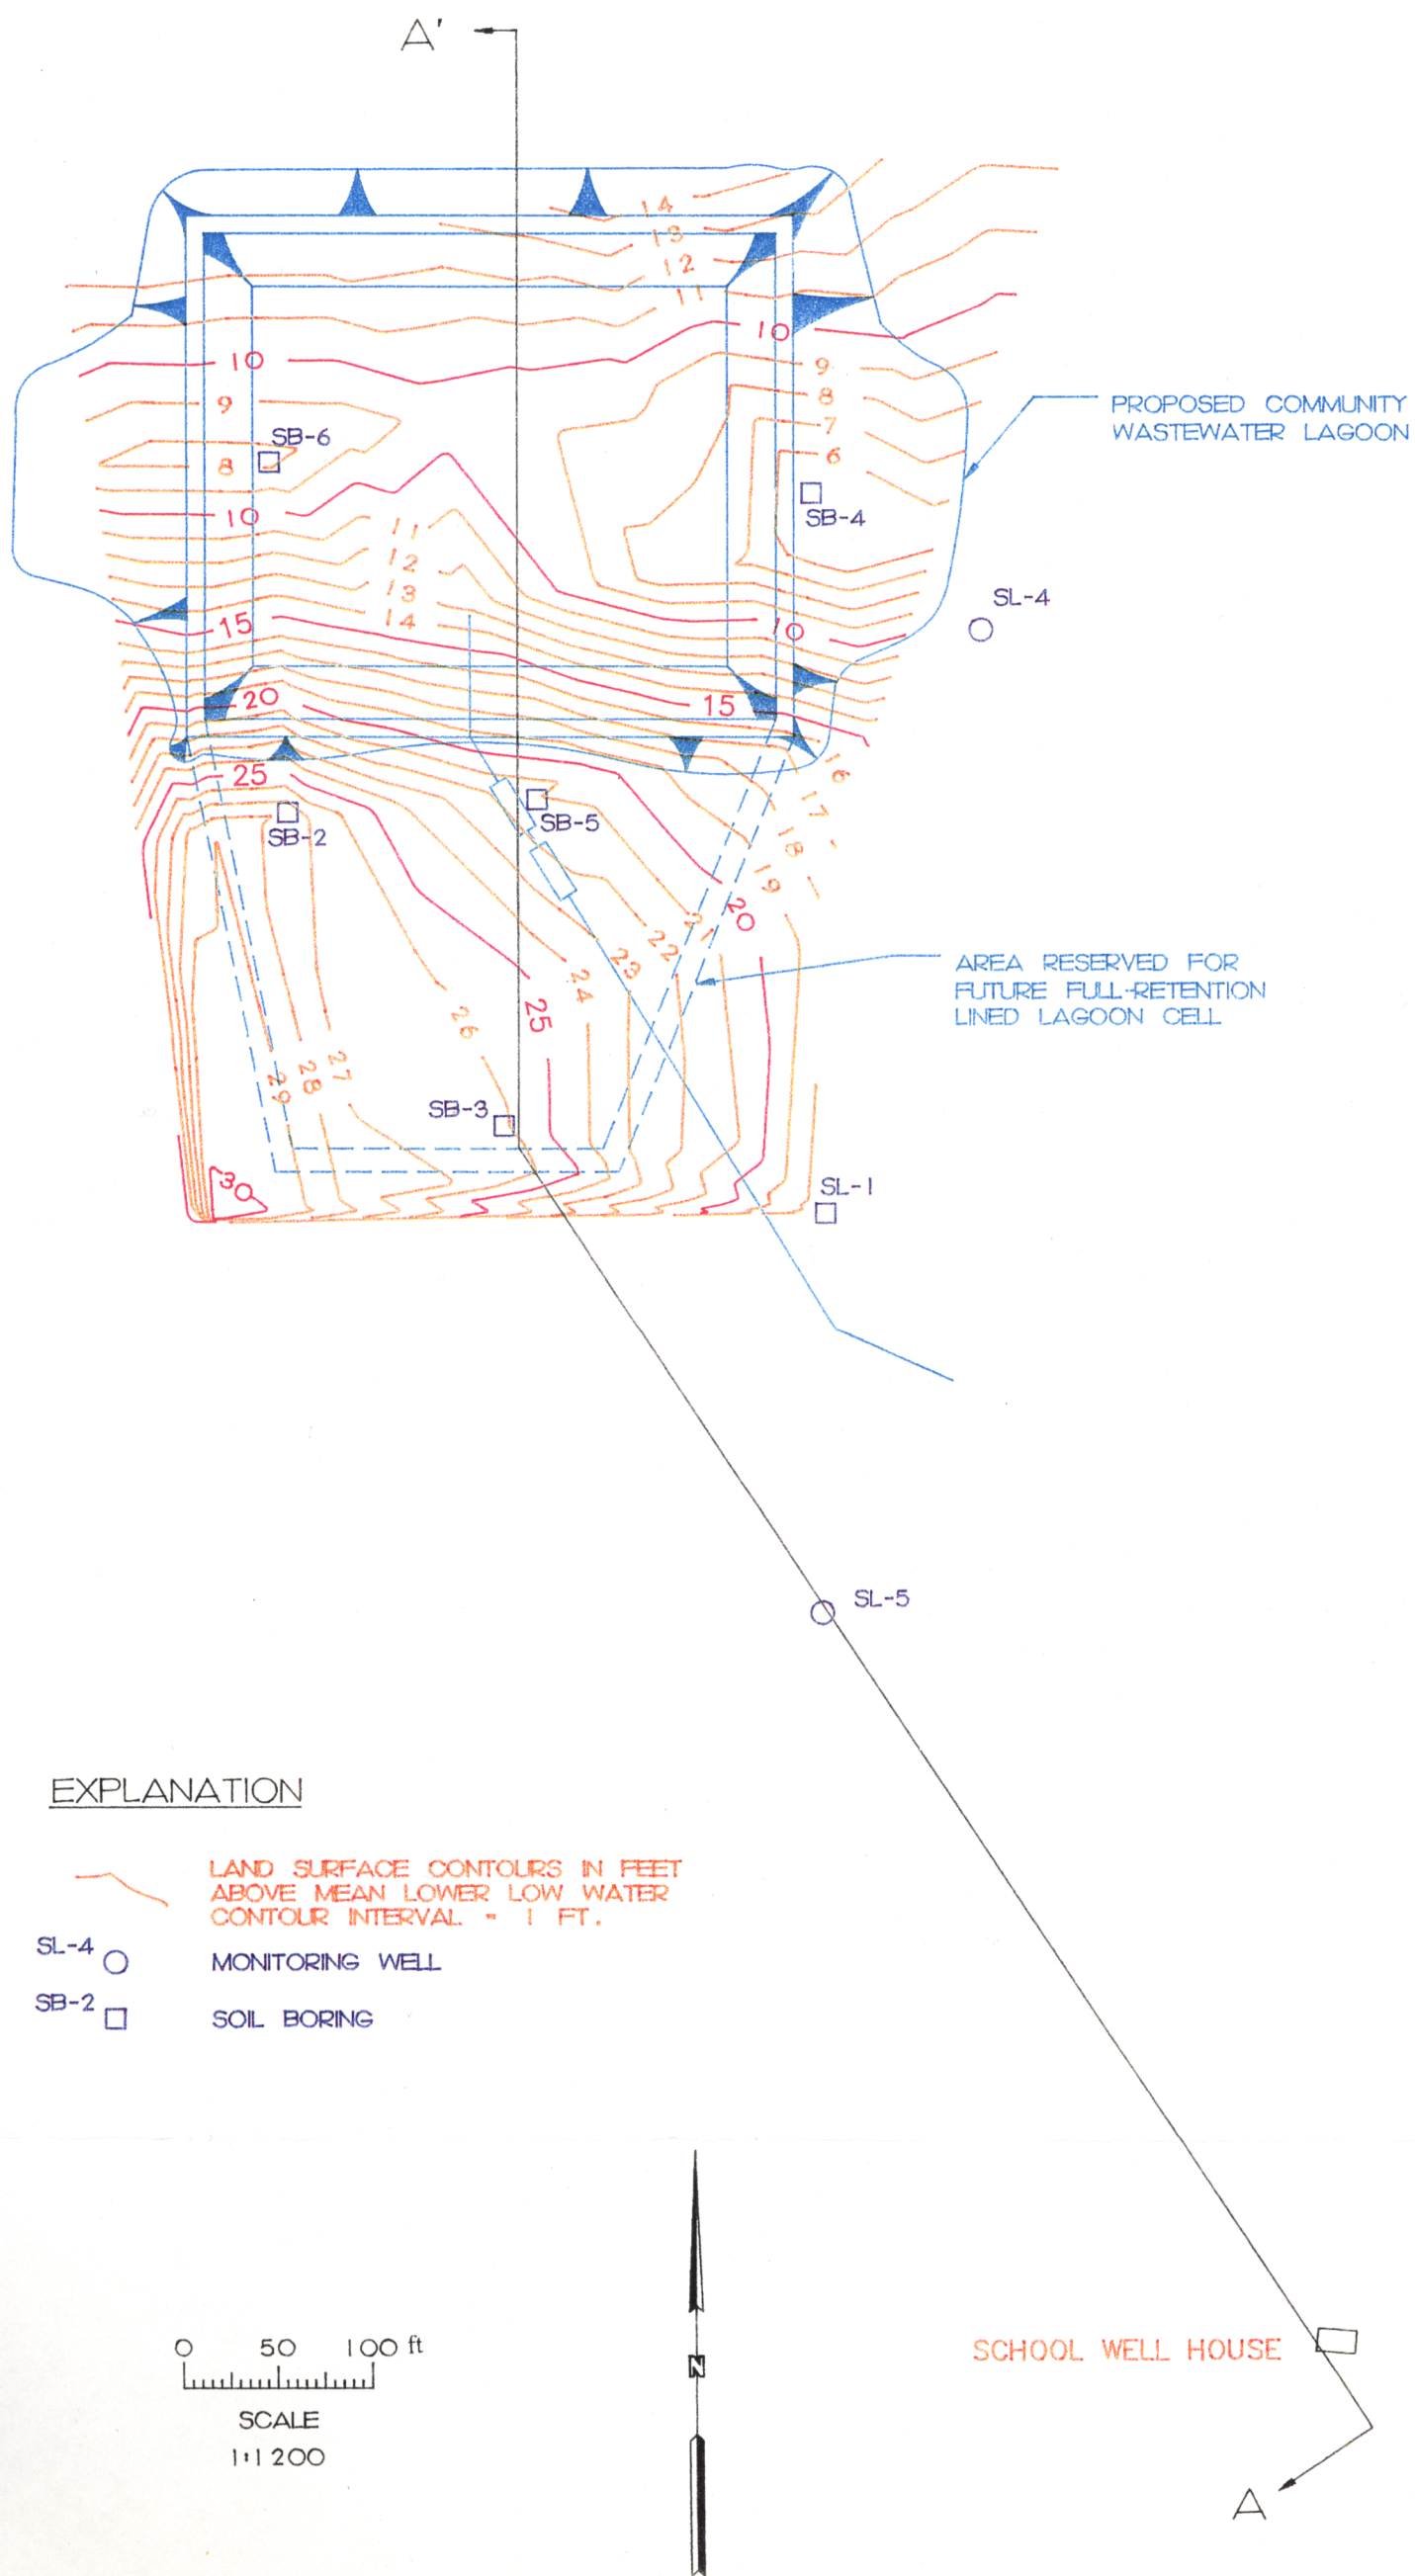 A'
14
13
12
11
10
10
9
8
7
6
9
SB-6
8
10
SB-4
PROPOSED COMMUNITY
WASTEWATER LAGOON
11
12
13
14
SL-4
15
10
20
15
25
16
17
18
19
20
SB-2
SB-5
21
22
23
24
25
26
27
28
29
30
AREA RESERVED FOR
FUTURE FULL-RETENTION
LINED LAGOON CELL
SB-3
SL-1
SL-5
EXPLANATION
LAND SURFACE CONTOURS IN FEET
ABOVE MEAN LOWER LOW WATER
CONTOUR INTERVAL = 1 FT.
SL-4
MONITORING WELL
SB-2
SOIL BORING
0 50 100 ft
SCALE
1:1200
N
SCHOOL WELL HOUSE
A